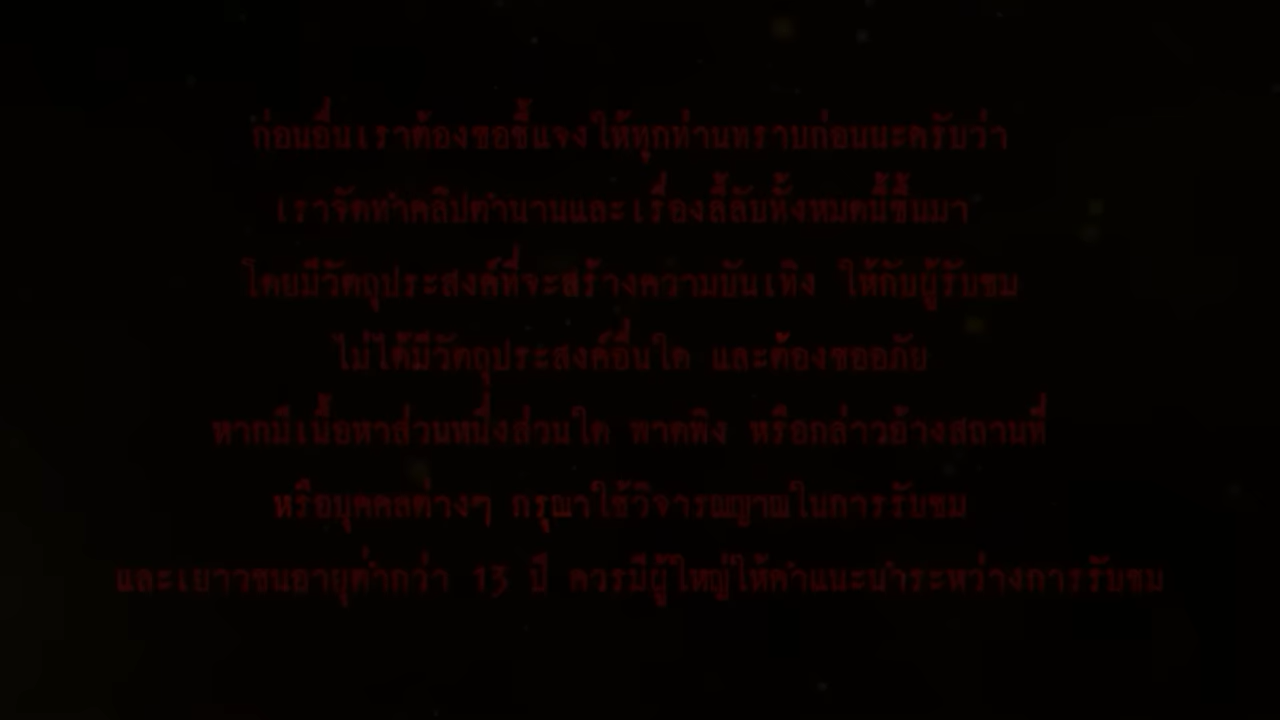 ก่อนอื่นเราต้องขอชี้แจงให้ทุกท่านทราบก่อนนะครับว่า
เราจัดทำคลิปตำนานและเรื่องลี้ลับทั้งหมดนี้ขึ้นมา
โดยมีวัตถุประสงค์ที่จะสร้างความบันเทิง ให้กับผู้รับชม
ไม่ได้มีวัตถุประสงค์อื่นใด และต้องขออภัย
หากมีเนื้อหาส่วนหนึ่งส่วนใด พาดพิง หรือกล่าวอ้างสถานที่
หรือบุคคลต่างๆ กรุณาใช้วิจารณญาณในการรับชม
และเยาวชนอายุต่ำกว่า 13 ปี ควรมีผู้ใหญ่ให้คำแนะนำระหว่างการรับชม